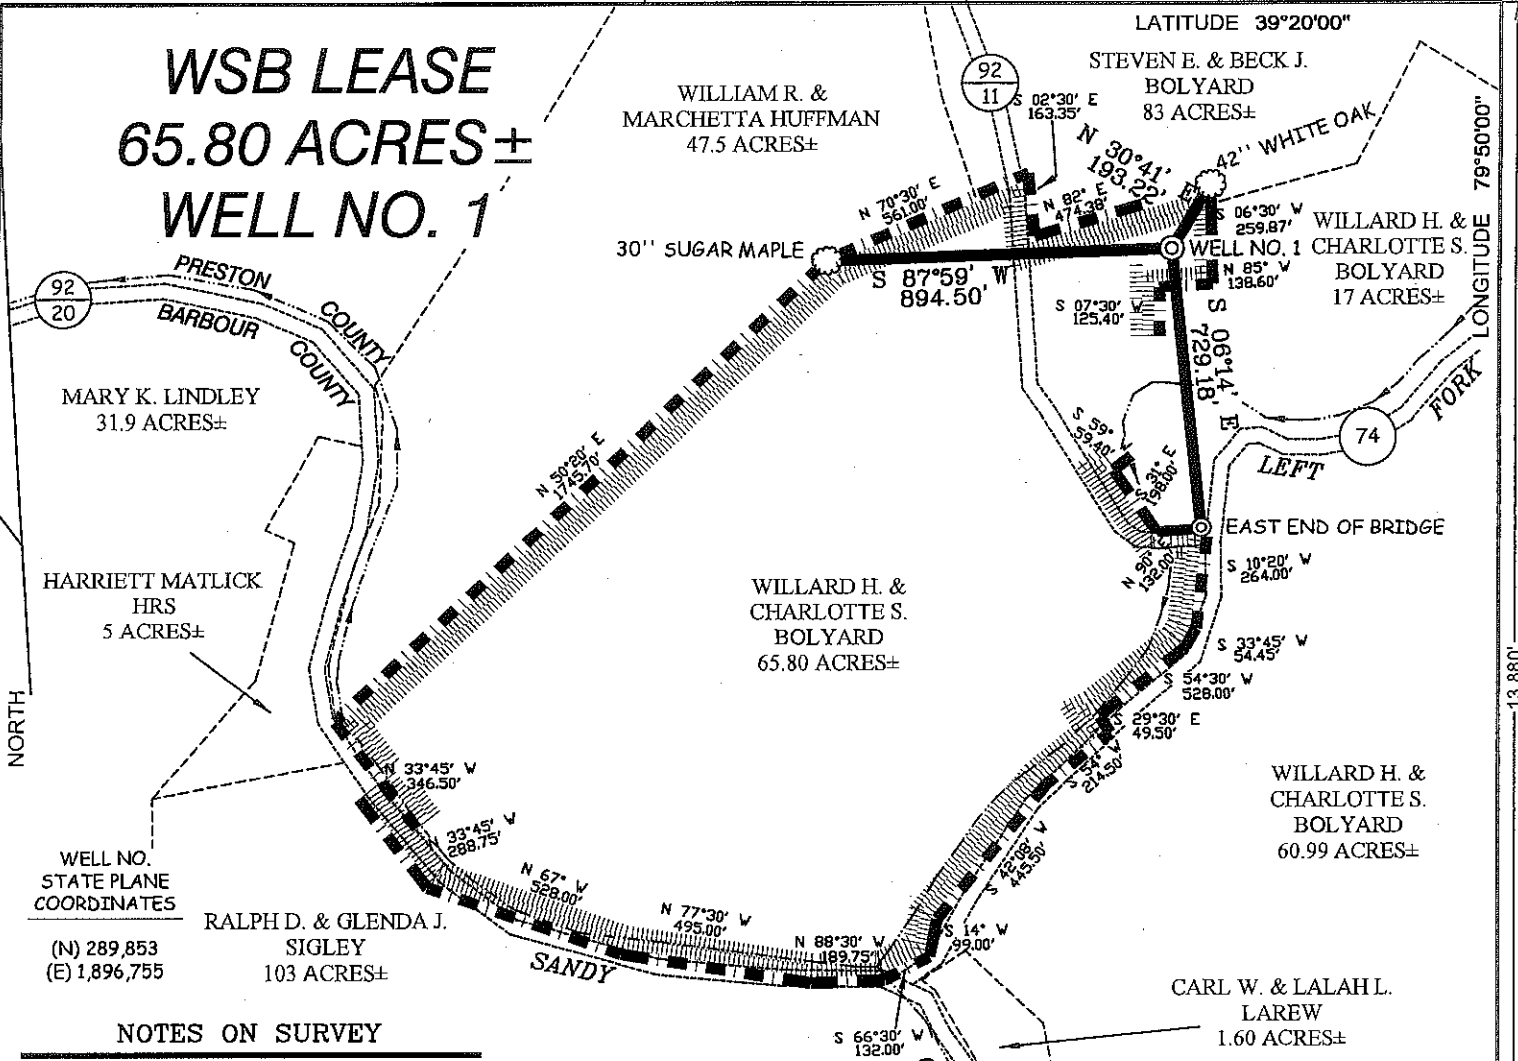 WSB LEASE
65.80 ACRES±
WELL NO. 1
LATITUDE 39°20'00"
STEVEN E. & BECK J.
BOLYARD
83 ACRES±
WILLIAM R. &
MARCHETTA HUFFMAN
47.5 ACRES±
92
11
S 02°30' E
163.35'
N 30°41' E
193.22'
42'' WHITE OAK
LONGITUDE 79°50'00"
N 70°30' E
561.00'
N 82° E
474.38'
S 06°30' W
259.87'
WILLARD H. &
CHARLOTTE S.
BOLYARD
17 ACRES±
30'' SUGAR MAPLE
WELL NO. 1
S 87°59' W
894.50'
N 85° W
138.60'
S 07°30' W
125.40'
S 06°14' E
729.18'
92
20
PRESTON
COUNTY
BARBOUR
COUNTY
MARY K. LINDLEY
31.9 ACRES±
74
LEFT
FORK
S 59° W
59.40'
S 31° E
198.00'
N 50°20' E
1745.70'
EAST END OF BRIDGE
N 90° E
132.00'
S 10°20' W
264.00'
HARRIETT MATLICK
HRS
5 ACRES±
WILLARD H. &
CHARLOTTE S.
BOLYARD
65.80 ACRES±
S 33°45' W
54.45'
S 54°30' W
528.00'
S 29°30' E
49.50'
S 54° W
214.50'
13,880'
NORTH
N 33°45' W
346.50'
N 33°45' W
288.75'
WILLARD H. &
CHARLOTTE S.
BOLYARD
60.99 ACRES±
S 42°08' W
445.50'
WELL NO.
STATE PLANE
COORDINATES
(N) 289,853
(E) 1,896,755
RALPH D. & GLENDA J.
SIGLEY
103 ACRES±
N 67° W
528.00'
N 77°30' W
495.00'
N 88°30' W
189.75'
S 14° W
99.00'
SANDY
S 66°30' W
132.00'
CARL W. & LALAH L.
LAREW
1.60 ACRES±
NOTES ON SURVEY